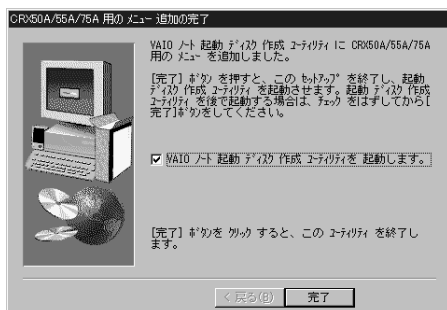 CRX50A/55A/75A 用の ﾒﾆｭｰ 追加の完了
VAIO ﾉｰﾄ 起動 ﾃﾞｨｽｸ 作成 ﾕｰﾃｨﾘﾃｨ に CRX50A/55A/75A
用の ﾒﾆｭｰ を追加しました。
[完了] ﾎﾞﾀﾝ を押すと、この ｾｯﾄｱｯﾌﾟ を終了し、起動
ﾃﾞｨｽｸ 作成 ﾕｰﾃｨﾘﾃｨ を起動させます。起動 ﾃﾞｨｽｸ 作成
ﾕｰﾃｨﾘﾃｨ を後で起動する場合は、ﾁｪｯｸ をはずしてから[
完了]ﾎﾞﾀﾝをしてください。
VAIO ﾉｰﾄ 起動 ﾃﾞｨｽｸ 作成 ﾕｰﾃｨﾘﾃｨを 起動します。
[完了] ﾎﾞﾀﾝを ｸﾘｯｸ すると、この ﾕｰﾃｨﾘﾃｨ を終了し
ます。
< 戻る(B) 完了